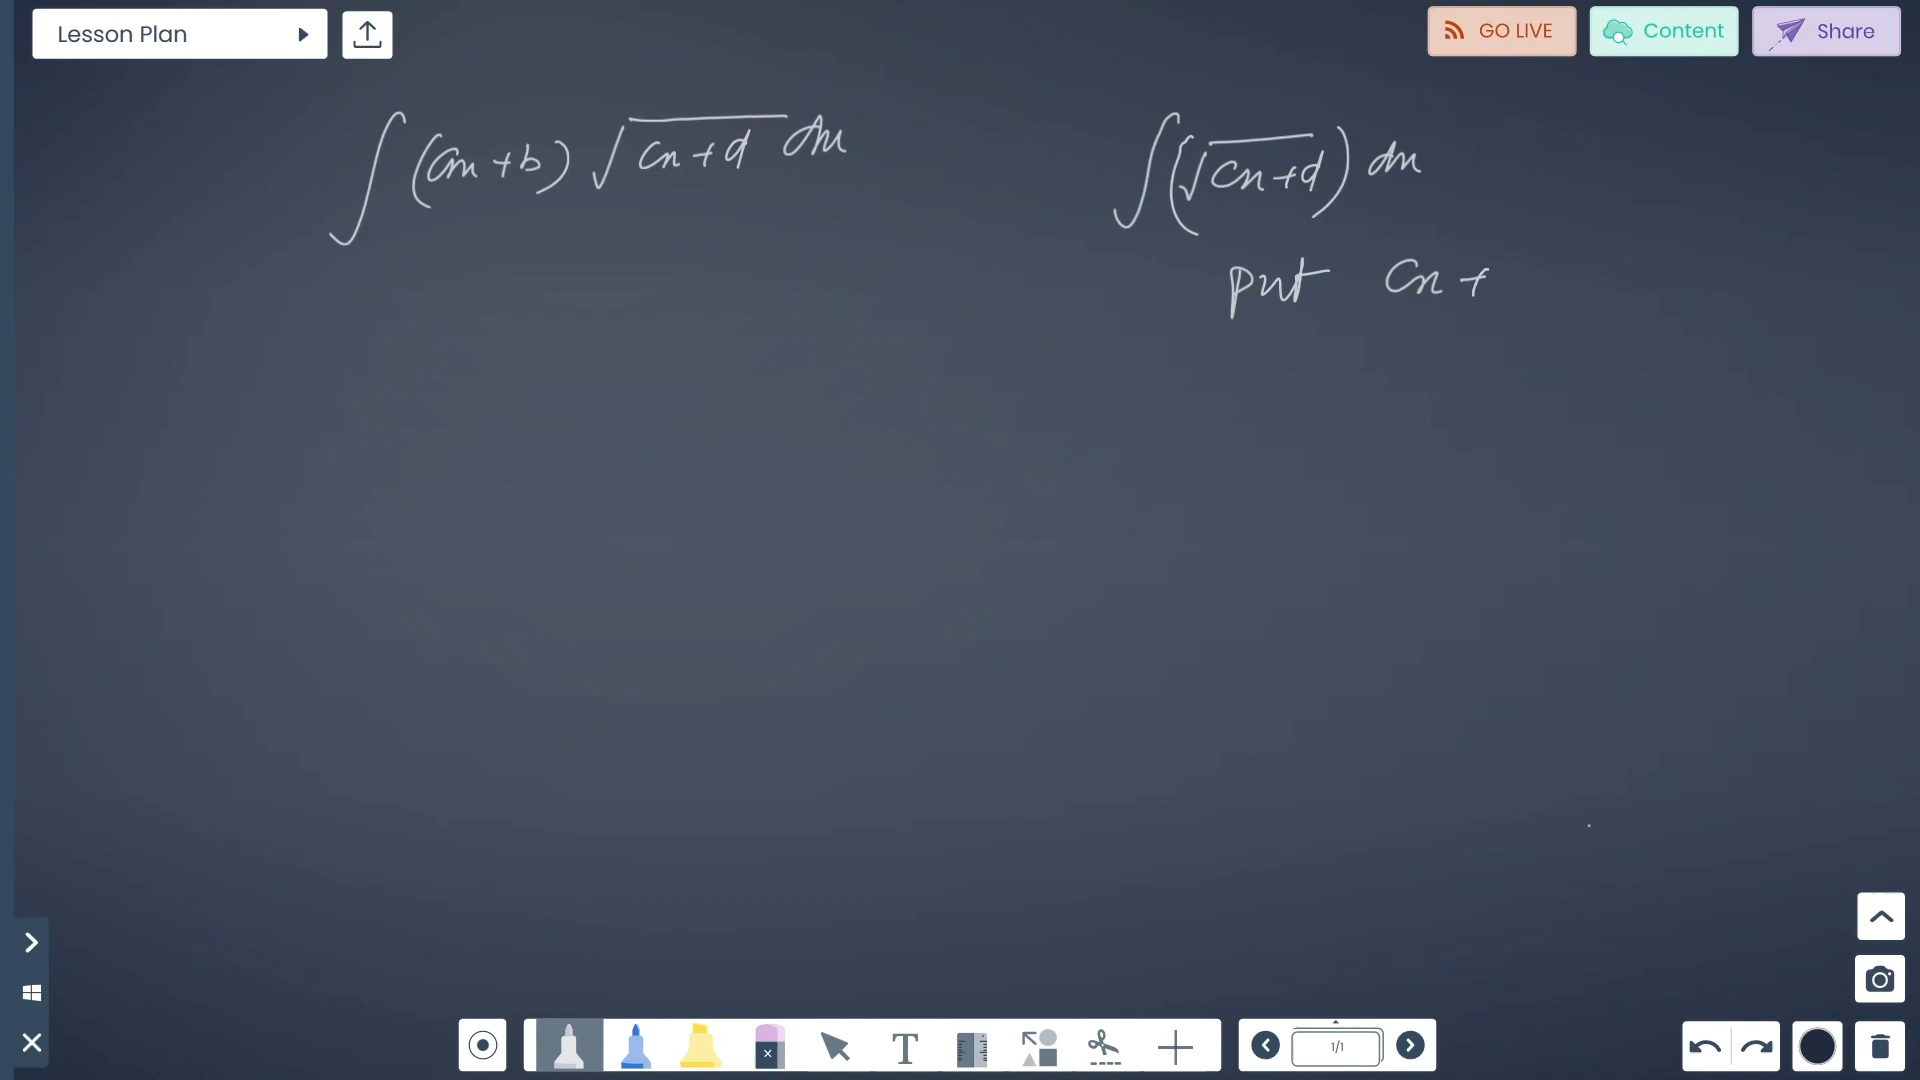 Lesson Plan
GO LIVE
Content
Share
∫(ax+b)√(cx+d) dx
∫(√(cx+d)) dx
put cx+
T
1/1